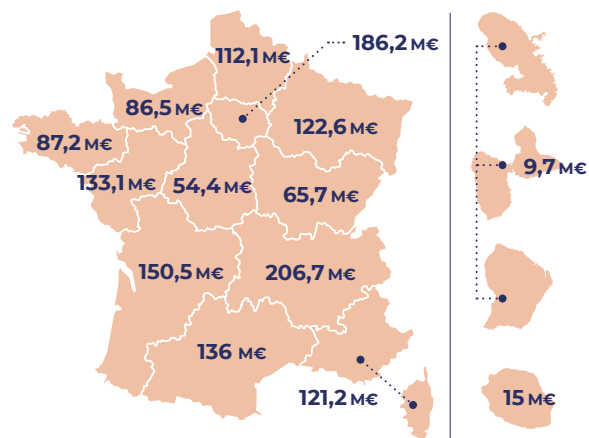 112,1 M€
186,2 M€
86,5 M€
122,6 M€
87,2 M€
133,1 M€
54,4 M€
65,7 M€
9,7 M€
150,5 M€
206,7 M€
136 M€
121,2 M€
15 M€